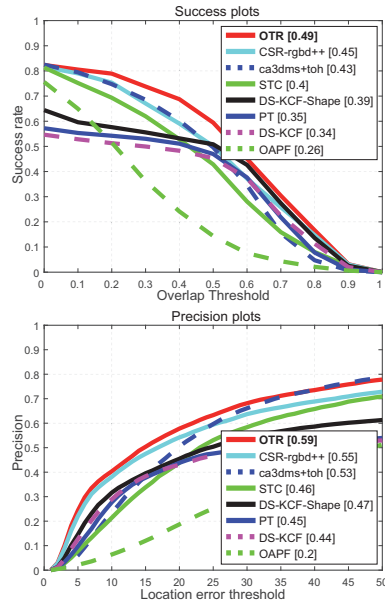 Success plots
Success rate
1
0.9
0.8
0.7
0.6
0.5
0.4
0.3
0.2
0.1
0
OTR [0.49]
CSR-rgbd++ [0.45]
ca3dms+toh [0.43]
STC [0.4]
DS-KCF-Shape [0.39]
PT [0.35]
DS-KCF [0.34]
OAPF [0.26]
0 0.1 0.2 0.3 0.4 0.5 0.6 0.7 0.8 0.9 1
Overlap Threshold
Precision plots
Precision
1
0.9
0.8
0.7
0.6
0.5
0.4
0.3
0.2
0.1
0
OTR [0.59]
CSR-rgbd++ [0.55]
ca3dms+toh [0.53]
STC [0.46]
DS-KCF-Shape [0.47]
PT [0.45]
DS-KCF [0.44]
OAPF [0.2]
0 5 10 15 20 25 30 35 40 45 50
Location error threshold